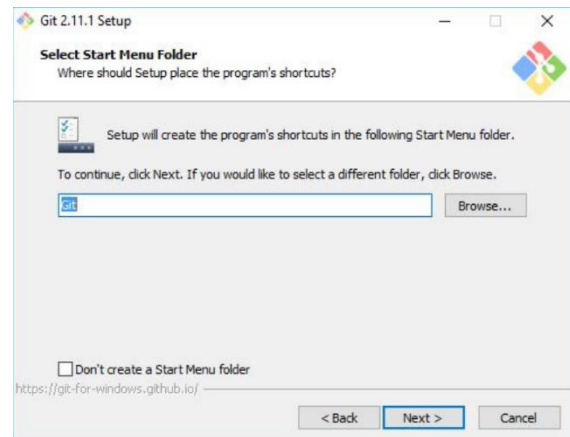 Git 2.11.1 Setup
Select Start Menu Folder
Where should Setup place the program's shortcuts?
Setup will create the program's shortcuts in the following Start Menu folder.
To continue, click Next. If you would like to select a different folder, click Browse.
Git
Browse...
Don't create a Start Menu folder
https://git-for-windows.github.io/
< Back
Next >
Cancel